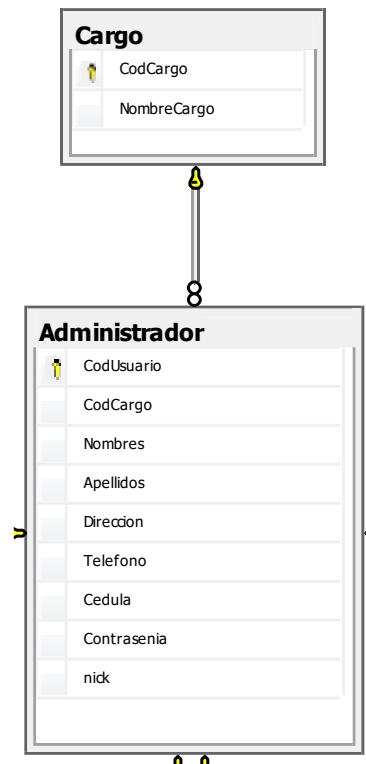 Cargo
CodCargo
NombreCargo
Administrador
CodUsuario
CodCargo
Nombres
Apellidos
Direccion
Telefono
Cedula
Contrasenia
nick